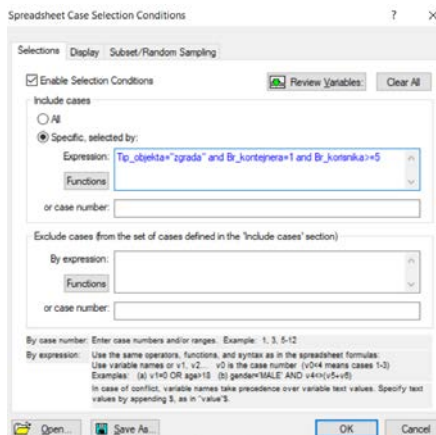 Spreadsheet Case Selection Conditions ? X
Selections Display Subset/Random Sampling
Enable Selection Conditions Review Variables: Clear All
Include cases
All
Specific, selected by:
Expression: Tip_objekta="zgrada" and Br_kontejnera=1 and Br_korisnika>=5
Functions
or case number:
Exclude cases (from the set of cases defined in the 'Include cases' section)
By expression:
Functions
or case number:
By case number: Enter case numbers and/or ranges. Example: 1, 3, 5-12
By expression: Use the same operators, functions, and syntax as in the spreadsheet formulas:
Use variable names or v1, v2... v0 is the case number (v0<4 means cases 1-3)
Examples: (a) v1=0 OR age>18 (b) gender='MALE' AND v4<>(v5+v6)
In case of conflict, variable names take precedence over variable text values. Specify text
values by appending $, as in "value"$.
Open... Save As... OK Cancel